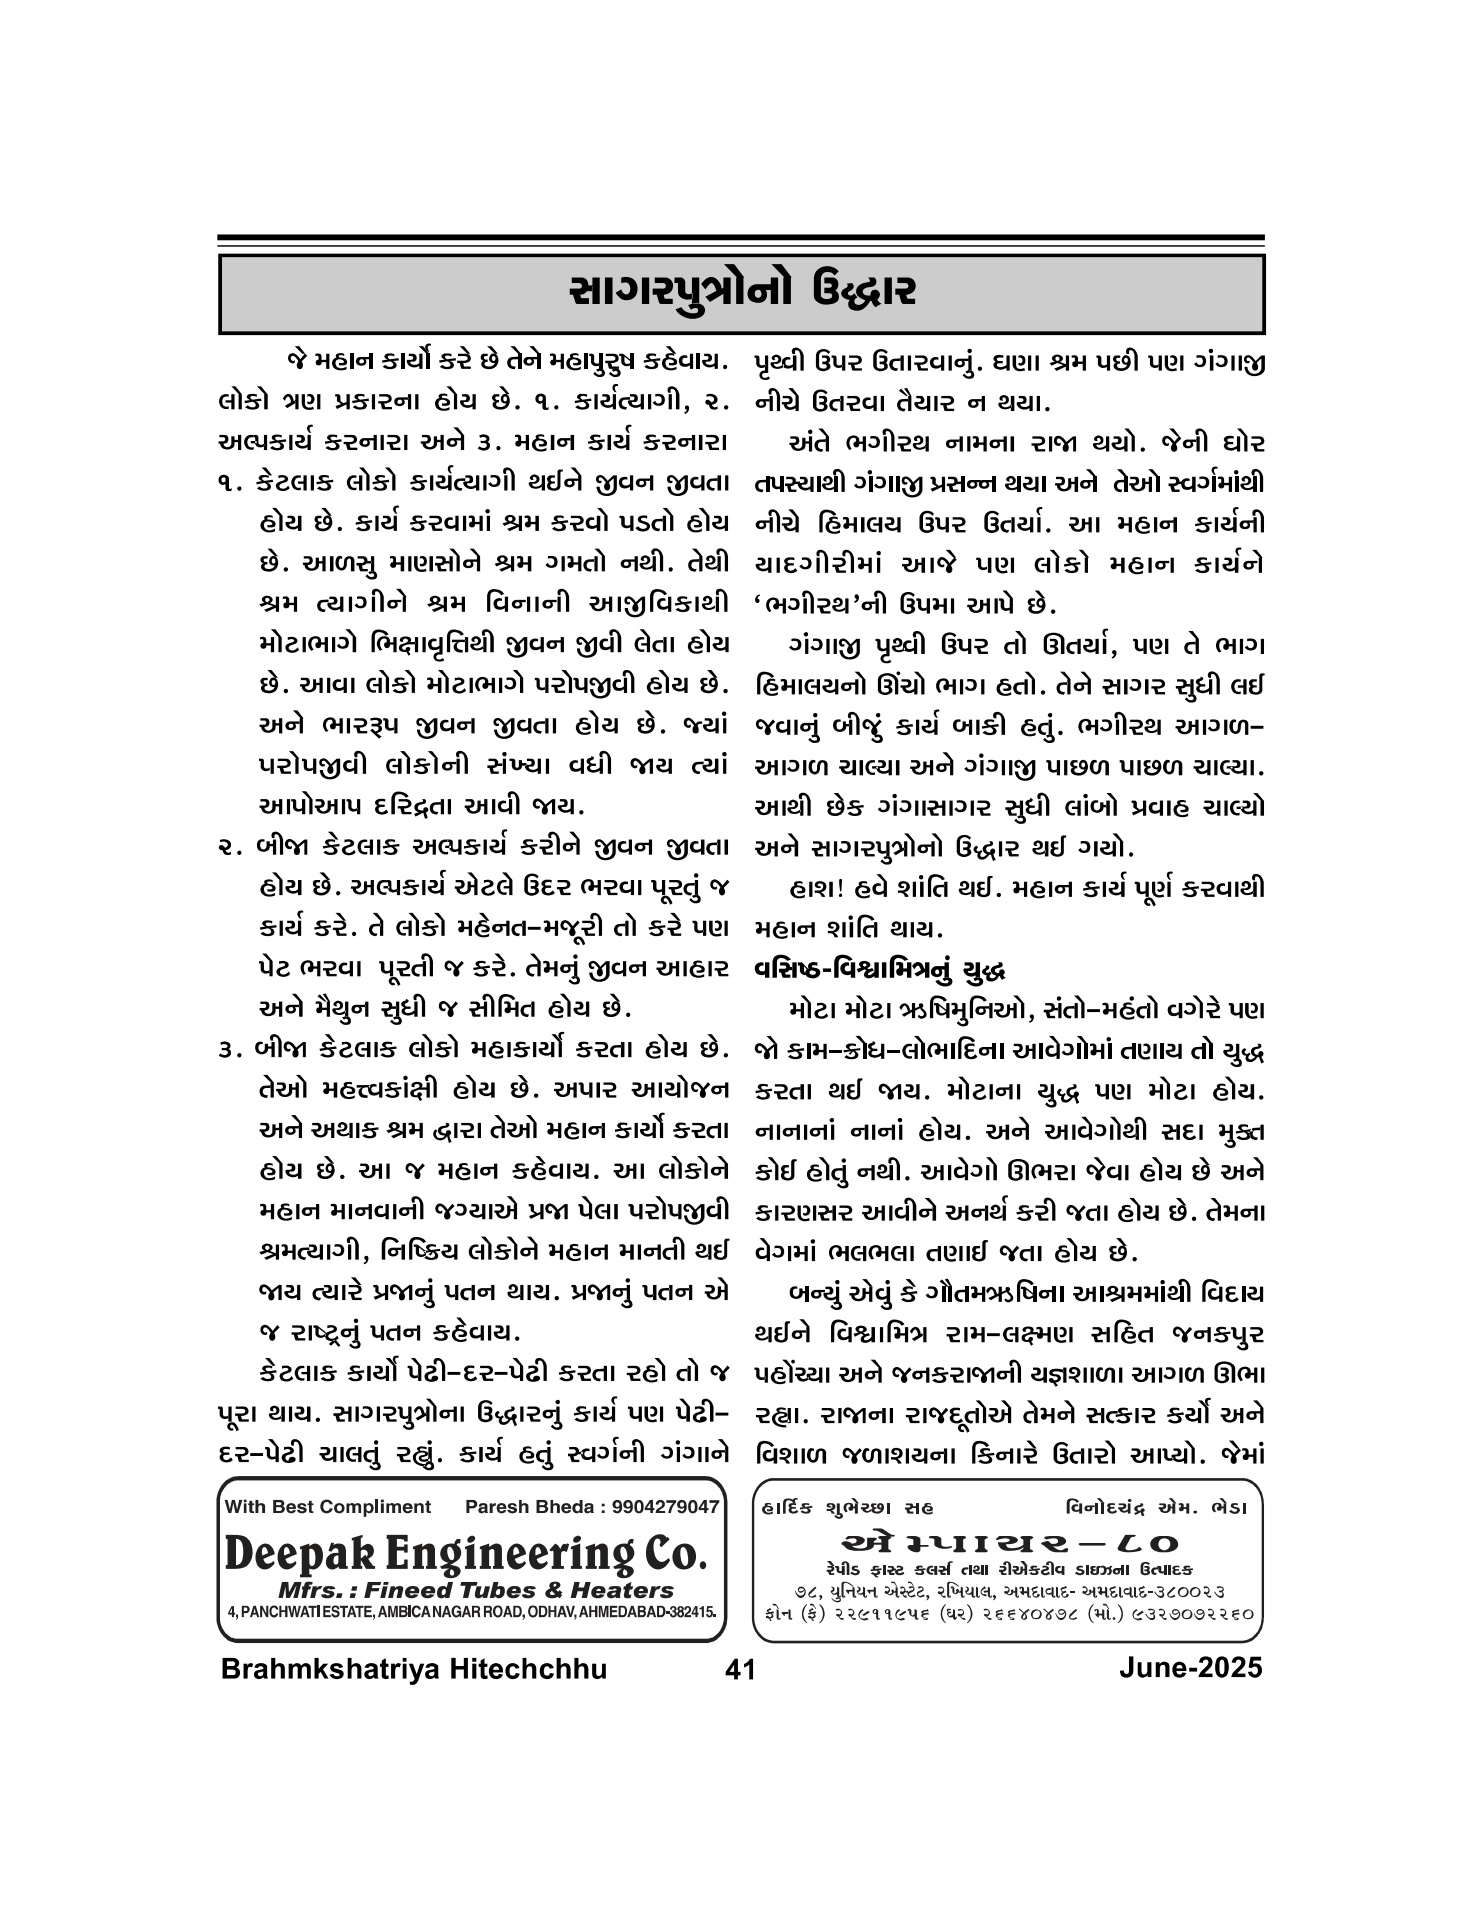 સાગરપુત્રોનો ઉદ્ધાર
જે મહાન કાર્યો કરે છે તેને મહાપુરુષ કહેવાય.
લોકો ત્રણ પ્રકારના હોય છે. ૧. કાર્યત્યાગી, ૨.
અલ્પકાર્ય કરનારા અને ૩. મહાન કાર્ય કરનારા
૧. કેટલાક લોકો કાર્યત્યાગી થઈને જીવન જીવતા
હોય છે. કાર્ય કરવામાં શ્રમ કરવો પડતો હોય
છે. આળસુ માણસોને શ્રમ ગમતો નથી. તેથી
શ્રમ ત્યાગીને શ્રમ વિનાની આજીવિકાથી
મોટાભાગે ભિક્ષાવૃત્તિથી જીવન જીવી લેતા હોય
છે. આવા લોકો મોટાભાગે પરોપજીવી હોય છે.
અને ભારરૂપ જીવન જીવતા હોય છે. જ્યાં
પરોપજીવી લોકોની સંખ્યા વધી જાય ત્યાં
આપોઆપ દરિદ્રતા આવી જાય.
૨. બીજા કેટલાક અલ્પકાર્ય કરીને જીવન જીવતા
હોય છે. અલ્પકાર્ય એટલે ઉદર ભરવા પૂરતું જ
કાર્ય કરે. તે લોકો મહેનત–મજૂરી તો કરે પણ
પેટ ભરવા પૂરતી જ કરે. તેમનું જીવન આહાર
અને મૈથુન સુધી જ સીમિત હોય છે.
૩. બીજા કેટલાક લોકો મહાકાર્યો કરતા હોય છે.
તેઓ મહત્ત્વકાંક્ષી હોય છે. અપાર આયોજન
અને અથાક શ્રમ દ્વારા તેઓ મહાન કાર્યો કરતા
હોય છે. આ જ મહાન કહેવાય. આ લોકોને
મહાન માનવાની જગ્યાએ પ્રજા પેલા પરોપજીવી
શ્રમત્યાગી, નિષ્ક્રિય લોકોને મહાન માનતી થઈ
જાય ત્યારે પ્રજાનું પતન થાય. પ્રજાનું પતન એ
જ રાષ્ટ્રનું પતન કહેવાય.
કેટલાક કાર્યો પેઢી–દર–પેઢી કરતા રહો તો જ
પૂરા થાય. સાગરપુત્રોના ઉદ્ધારનું કાર્ય પણ પેઢી–
દર–પેઢી ચાલતું રહ્યું. કાર્ય હતું સ્વર્ગની ગંગાને
પૃથ્વી ઉપર ઉતારવાનું. ઘણા શ્રમ પછી પણ ગંગાજી
નીચે ઉતરવા તૈયાર ન થયા.
અંતે ભગીરથ નામના રાજા થયો. જેની ઘોર
તપસ્યાથી ગંગાજી પ્રસન્ન થયા અને તેઓ સ્વર્ગમાંથી
નીચે હિમાલય ઉપર ઉતર્યા. આ મહાન કાર્યની
યાદગીરીમાં આજે પણ લોકો મહાન કાર્યને
‘ભગીરથ’ની ઉપમા આપે છે.
ગંગાજી પૃથ્વી ઉપર તો ઊતર્યા, પણ તે ભાગ
હિમાલયનો ઊંચો ભાગ હતો. તેને સાગર સુધી લઈ
જવાનું બીજું કાર્ય બાકી હતું. ભગીરથ આગળ–
આગળ ચાલ્યા અને ગંગાજી પાછળ પાછળ ચાલ્યા.
આથી છેક ગંગાસાગર સુધી લાંબો પ્રવાહ ચાલ્યો
અને સાગરપુત્રોનો ઉદ્ધાર થઈ ગયો.
હાશ! હવે શાંતિ થઈ. મહાન કાર્ય પૂર્ણ કરવાથી
મહાન શાંતિ થાય.
વસિષ્ઠ-વિશ્વામિત્રનું યુદ્ધ
મોટા મોટા ઋષિમુનિઓ, સંતો–મહંતો વગેરે પણ
જો કામ–ક્રોધ–લોભાદિના આવેગોમાં તણાય તો યુદ્ધ
કરતા થઈ જાય. મોટાના યુદ્ધ પણ મોટા હોય.
નાનાનાં નાનાં હોય. અને આવેગોથી સદા મુક્ત
કોઈ હોતું નથી. આવેગો ઊભરા જેવા હોય છે અને
કારણસર આવીને અનર્થ કરી જતા હોય છે. તેમના
વેગમાં ભલભલા તણાઈ જતા હોય છે.
બન્યું એવું કે ગૌતમઋષિના આશ્રમમાંથી વિદાય
થઈને વિશ્વામિત્ર રામ–લક્ષ્મણ સહિત જનકપુર
પહોંચ્યા અને જનકરાજાની યજ્ઞશાળા આગળ ઊભા
રહ્યા. રાજાના રાજદૂતોએ તેમને સત્કાર કર્યો અને
વિશાળ જળાશયના કિનારે ઉતારો આપ્યો. જેમાં
With Best Compliment Paresh Bheda : 9904279047
Deepak Engineering Co.
Mfrs. : Fineed Tubes & Heaters
4, PANCHWATI ESTATE, AMBICA NAGAR ROAD, ODHAV, AHMEDABAD-382415.
હાર્દિક શુભેચ્છા સહ વિનોદચંદ્ર એમ. ભેડા
એમ્પાયર–૮૦
રેપીડ ફાસ્ટ કલર્સ તથા રીએકટીવ ડાઇઝના ઉત્પાદક
૭૮, યુનિયન એસ્ટેટ, રખિયાલ, અમદાવાદ- અમદાવાદ-૩૮૦૦૨૩
ફોન (ફે) ૨૨૯૧૧૯૫૬ (ઘર) ૨૬૬૪૦૪૭૮ (મો.) ૯૩૨૭૦૭૨૨૬૦
Brahmkshatriya Hitechchhu 41 June-2025